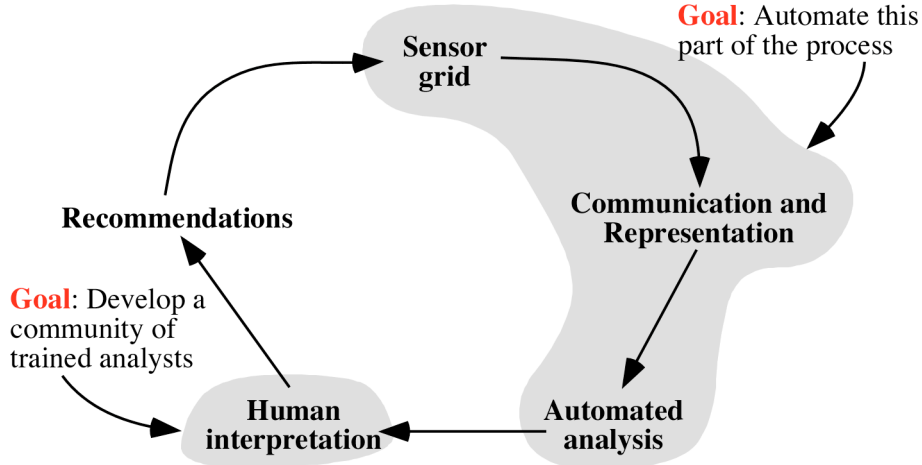 Goal: Automate this
part of the process
Sensor
grid
Communication and
Representation
Recommendations
Goal: Develop a
community of
trained analysts
Human
interpretation
Automated
analysis